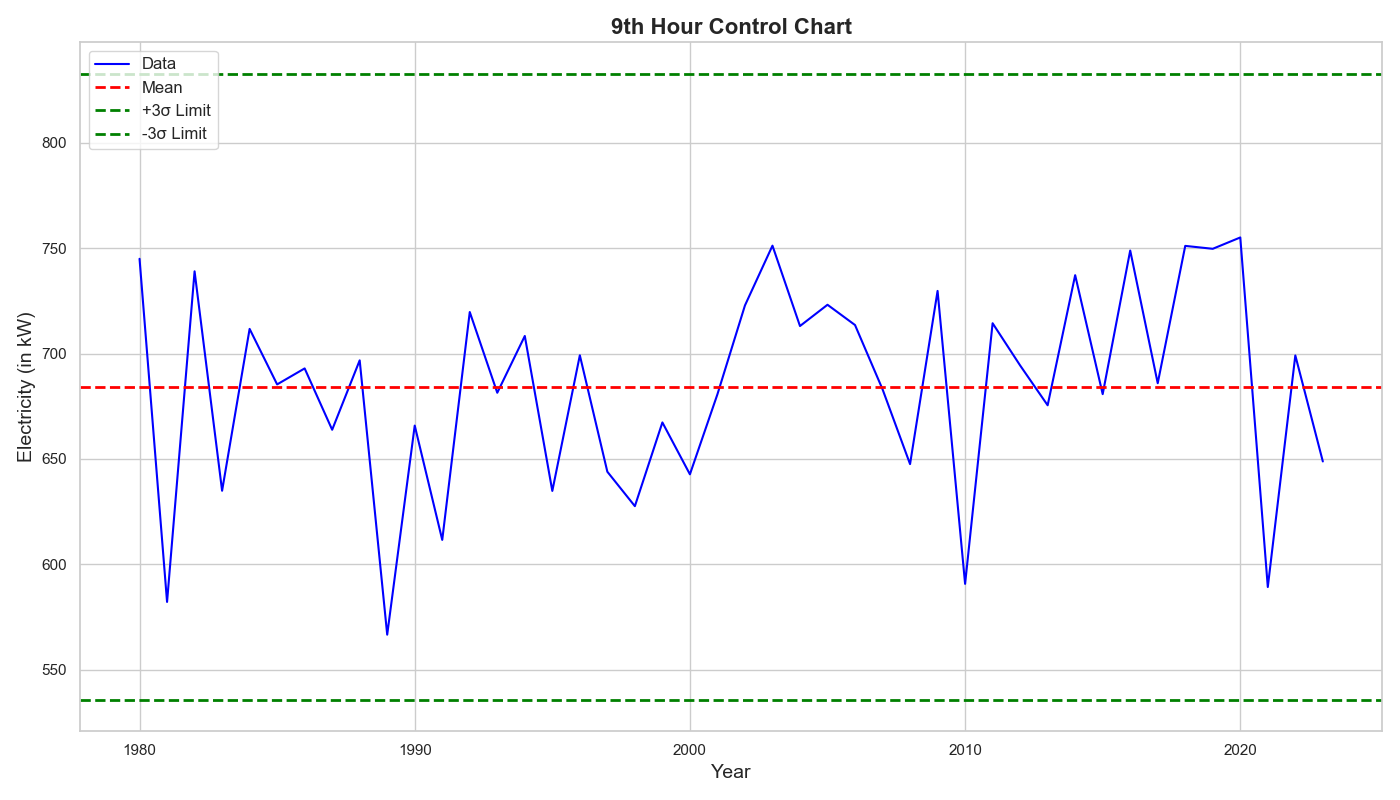 9th Hour Control Chart
Data
Mean
+3σ Limit
-3σ Limit
Electricity (in kW)
800
750
700
650
600
550
1980 1990 2000 2010 2020
Year